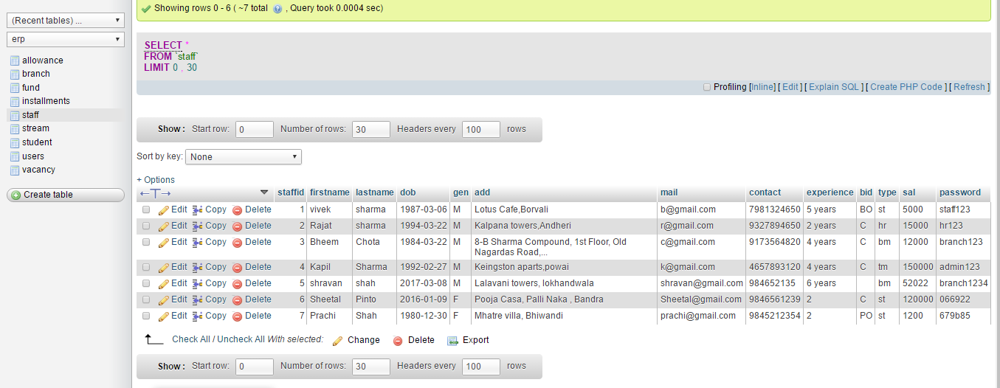 Showing rows 0 - 6 ( ~7 total , Query took 0.0004 sec)
(Recent tables) ...
erp
allowance
branch
fund
installments
staff
stream
student
users
vacancy
Create table
SELECT *
FROM `staff`
LIMIT 0 , 30
Profiling [Inline] [ Edit ] [ Explain SQL ] [ Create PHP Code ] [ Refresh ]
Show : Start row: 0 Number of rows: 30 Headers every 100 rows
Sort by key: None
+ Options
←T→ staffid firstname lastname dob gen add mail contact experience bid type sal password
Edit Copy Delete 1 vivek sharma 1987-03-06 M Lotus Cafe,Borvali b@gmail.com 7981324650 5 years BO st 5000 staff123
Edit Copy Delete 2 Rajat sharma 1994-03-22 M Kalpana towers,Andheri r@gmail.com 9327894650 2 years C hr 15000 hr123
Edit Copy Delete 3 Bheem Chota 1984-03-22 M 8-B Sharma Compound, 1st Floor, Old c@gmail.com 9173564820 4 years C bm 12000 branch123
Nagardas Road,...
Edit Copy Delete 4 Kapil Sharma 1992-02-27 M Keingston aparts,powai k@gmail.com 4657893120 4 years C tm 150000 admin123
Edit Copy Delete 5 shravan shah 2017-03-08 M Lalavani towers, lokhandwala shravan@gmail.com 984652135 6 years bm 52022 branch1234
Edit Copy Delete 6 Sheetal Pinto 2016-01-09 F Pooja Casa, Palli Naka , Bandra Sheetal@gmail.com 9846561239 2 C st 120000 066922
Edit Copy Delete 7 Prachi Shah 1980-12-30 F Mhatre villa, Bhiwandi prachi@gmail.com 9845212354 2 PO st 1200 679b85
Check All / Uncheck All With selected: Change Delete Export
Show : Start row: 0 Number of rows: 30 Headers every 100 rows